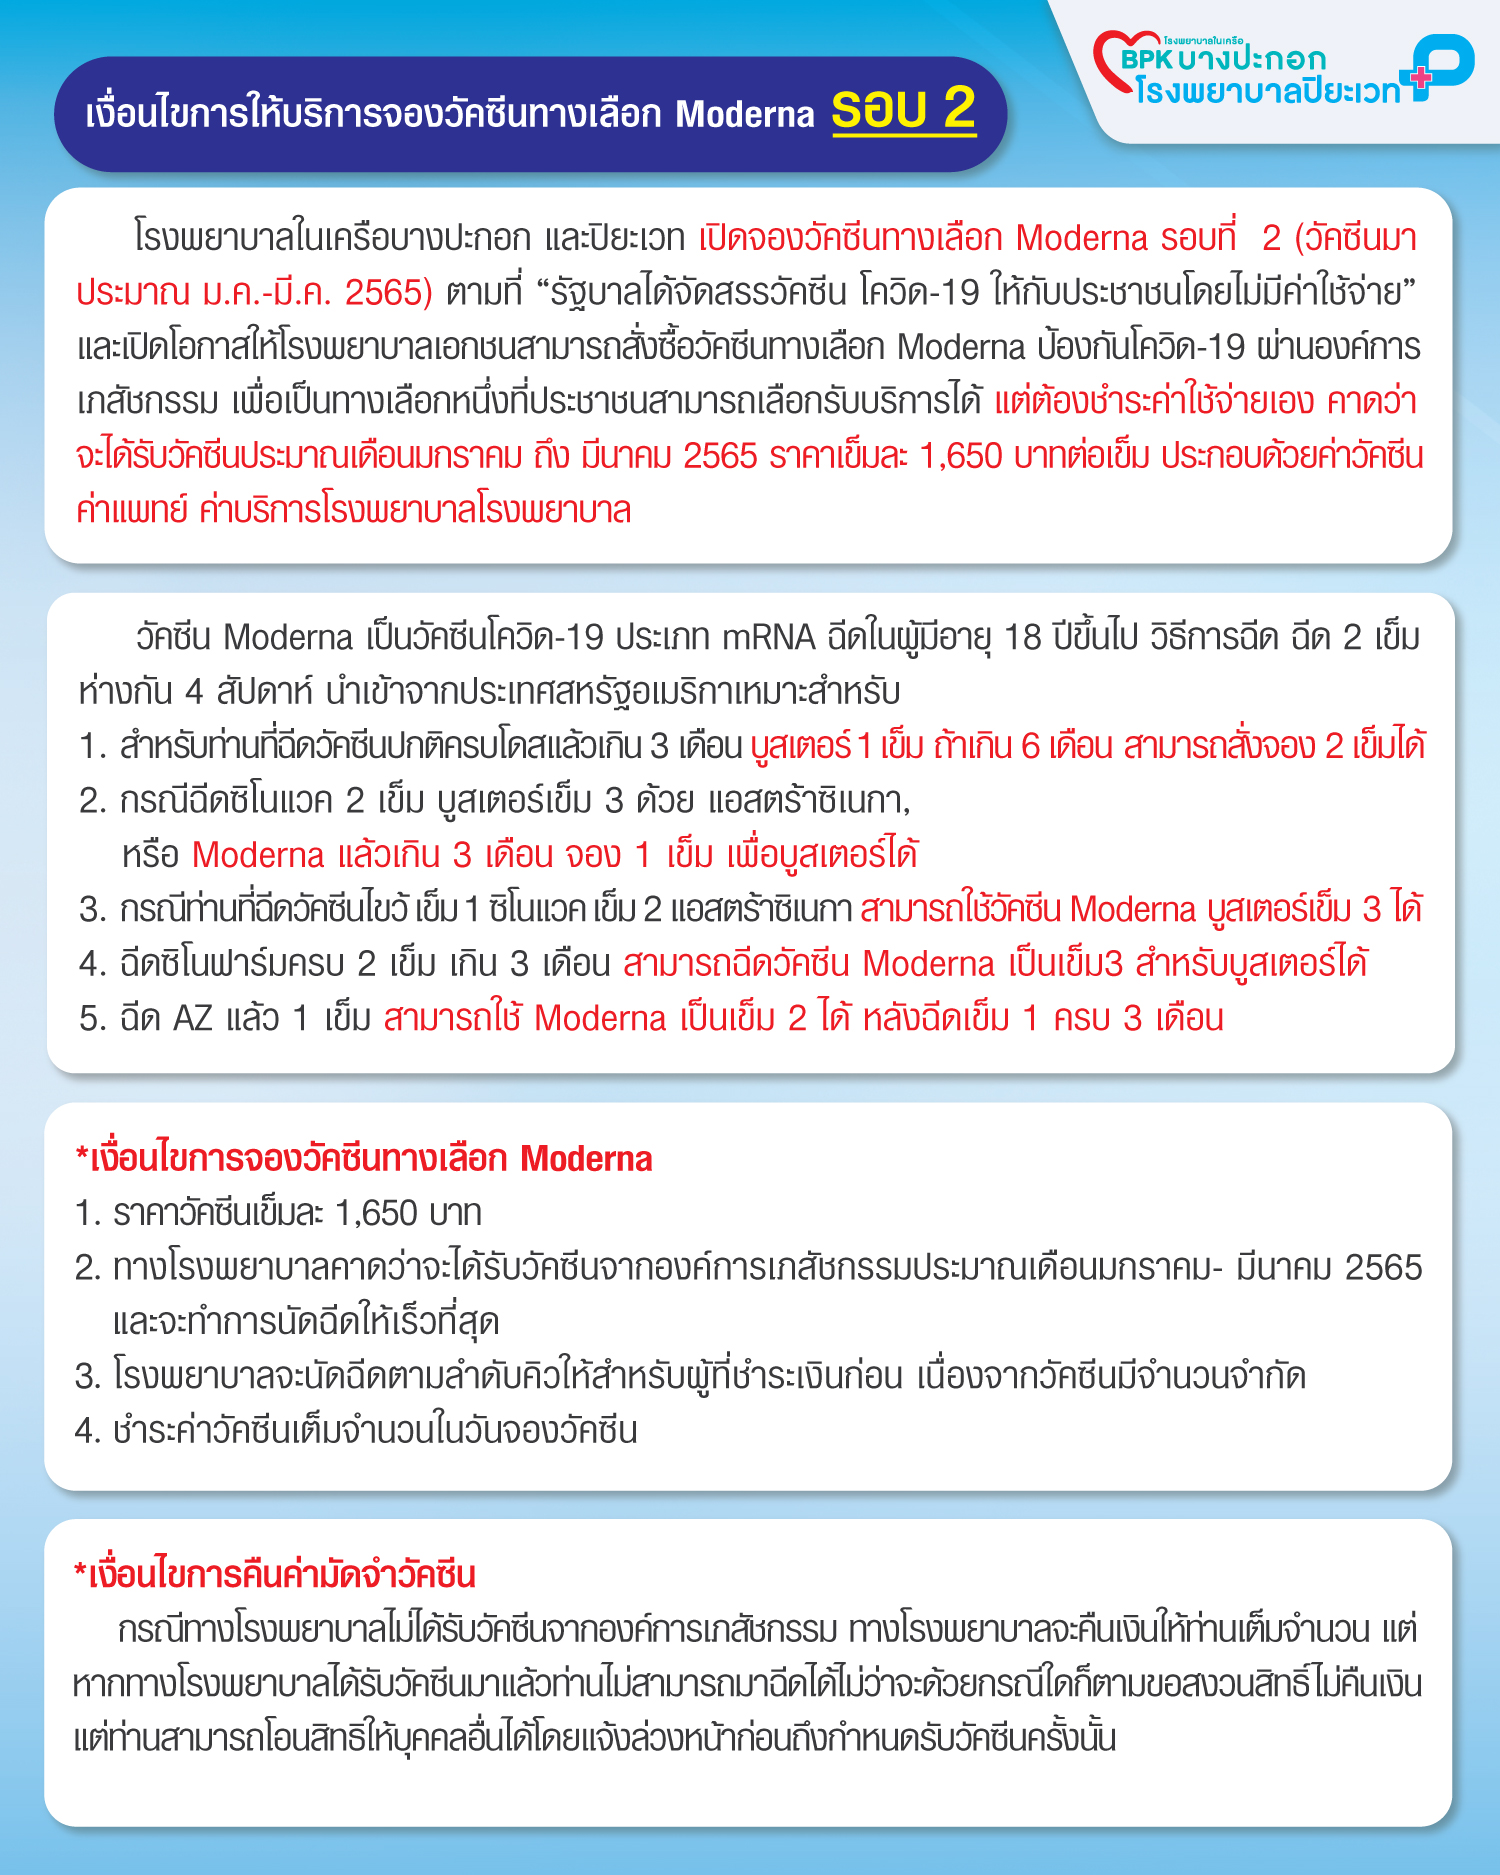 โรงพยาบาลในเครือ
BPK บางปะกอก
โรงพยาบาลปิยะเวท
เงื่อนไขการให้บริการจองวัคซีนทางเลือก Moderna รอบ 2
โรงพยาบาลในเครือบางปะกอก และปิยะเวท เปิดจองวัคซีนทางเลือก Moderna รอบที่ 2 (วัคซีนมา
ประมาณ ม.ค.-มี.ค. 2565) ตามที่ “รัฐบาลได้จัดสรรวัคซีน โควิด-19 ให้กับประชาชนโดยไม่มีค่าใช้จ่าย”
และเปิดโอกาสให้โรงพยาบาลเอกชนสามารถสั่งซื้อวัคซีนทางเลือก Moderna ป้องกันโควิด-19 ผ่านองค์การ
เภสัชกรรม เพื่อเป็นทางเลือกหนึ่งที่ประชาชนสามารถเลือกรับบริการได้ แต่ต้องชำระค่าใช้จ่ายเอง คาดว่า
จะได้รับวัคซีนประมาณเดือนมกราคม ถึง มีนาคม 2565 ราคาเข็มละ 1,650 บาทต่อเข็ม ประกอบด้วยค่าวัคซีน
ค่าแพทย์ ค่าบริการโรงพยาบาลโรงพยาบาล
วัคซีน Moderna เป็นวัคซีนโควิด-19 ประเภท mRNA ฉีดในผู้มีอายุ 18 ปีขึ้นไป วิธีการฉีด ฉีด 2 เข็ม
ห่างกัน 4 สัปดาห์ นำเข้าจากประเทศสหรัฐอเมริกาเหมาะสำหรับ
1. สำหรับท่านที่ฉีดวัคซีนปกติครบโดสแล้วเกิน 3 เดือน บูสเตอร์ 1 เข็ม ถ้าเกิน 6 เดือน สามารถสั่งจอง 2 เข็มได้
2. กรณีฉีดซิโนแวค 2 เข็ม บูสเตอร์เข็ม 3 ด้วย แอสตร้าซิเนกา,
หรือ Moderna แล้วเกิน 3 เดือน จอง 1 เข็ม เพื่อบูสเตอร์ได้
3. กรณีท่านที่ฉีดวัคซีนไขว้ เข็ม 1 ซิโนแวค เข็ม 2 แอสตร้าซิเนกา สามารถใช้วัคซีน Moderna บูสเตอร์เข็ม 3 ได้
4. ฉีดซิโนฟาร์มครบ 2 เข็ม เกิน 3 เดือน สามารถฉีดวัคซีน Moderna เป็นเข็ม3 สำหรับบูสเตอร์ได้
5. ฉีด AZ แล้ว 1 เข็ม สามารถใช้ Moderna เป็นเข็ม 2 ได้ หลังฉีดเข็ม 1 ครบ 3 เดือน
*เงื่อนไขการจองวัคซีนทางเลือก Moderna
1. ราคาวัคซีนเข็มละ 1,650 บาท
2. ทางโรงพยาบาลคาดว่าจะได้รับวัคซีนจากองค์การเภสัชกรรมประมาณเดือนมกราคม- มีนาคม 2565
และจะทำการนัดฉีดให้เร็วที่สุด
3. โรงพยาบาลจะนัดฉีดตามลำดับคิวให้สำหรับผู้ที่ชำระเงินก่อน เนื่องจากวัคซีนมีจำนวนจำกัด
4. ชำระค่าวัคซีนเต็มจำนวนในวันจองวัคซีน
*เงื่อนไขการคืนค่ามัดจำวัคซีน
กรณีทางโรงพยาบาลไม่ได้รับวัคซีนจากองค์การเภสัชกรรม ทางโรงพยาบาลจะคืนเงินให้ท่านเต็มจำนวน แต่
หากทางโรงพยาบาลได้รับวัคซีนมาแล้วท่านไม่สามารถมาฉีดได้ไม่ว่าจะด้วยกรณีใดก็ตามขอสงวนสิทธิ์ ไม่คืนเงิน
แต่ท่านสามารถโอนสิทธิให้บุคคลอื่นได้โดยแจ้งล่วงหน้าก่อนถึงกำหนดรับวัคซีนครั้งนั้น